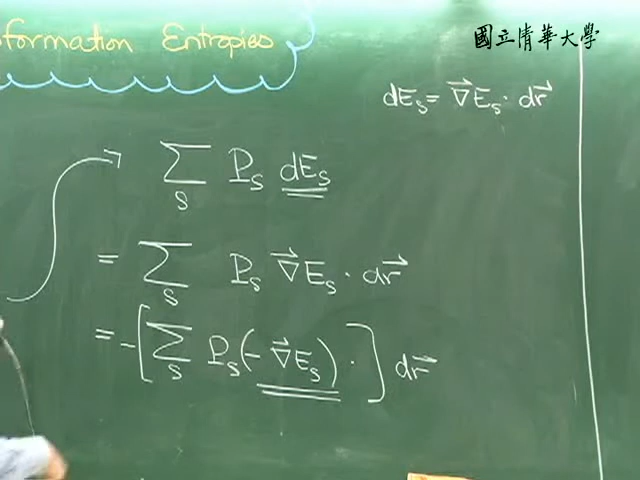 formation Entropies
國立清華大學
dE_s = ∇⃗E_s · dr⃗
∑_s P_s dE_s
= ∑_s P_s ∇⃗E_s · dr⃗
= -[∑_s P_s(-∇⃗E_s) ·] dr⃗